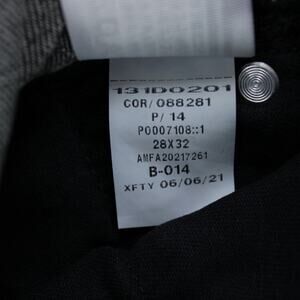 131D0201
COR/088281
P/ 14
P0007108::1
28X32
AMFA20217261
B-014
XFTY 06/06/21